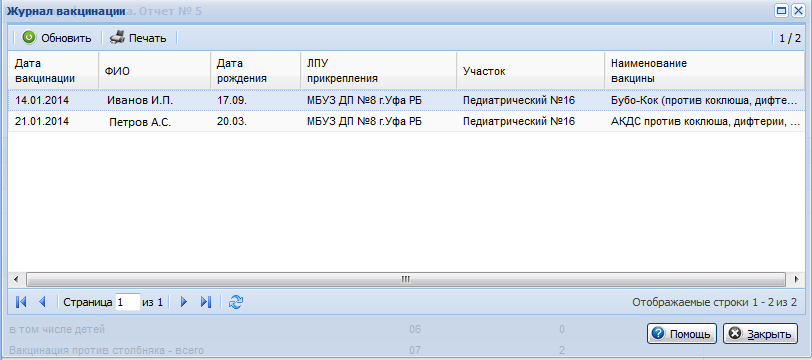 Журнал вакцинации а. Отчет № 5
Обновить Печать 1 / 2
Дата вакцинации ФИО Дата рождения ЛПУ прикрепления Участок Наименование вакцины
14.01.2014 Иванов И.П. 17.09. МБУЗ ДП №8 г.Уфа РБ Педиатрический №16 Бубо-Кок (против коклюша, дифте...
21.01.2014 Петров А.С. 20.03. МБУЗ ДП №8 г.Уфа РБ Педиатрический №16 АКДС против коклюша, дифтерии, ...
Страница 1 из 1 Отображаемые строки 1 - 2 из 2
в том числе детей 06 0
Помощь Закрыть
Вакцинация против столбняка - всего 07 2